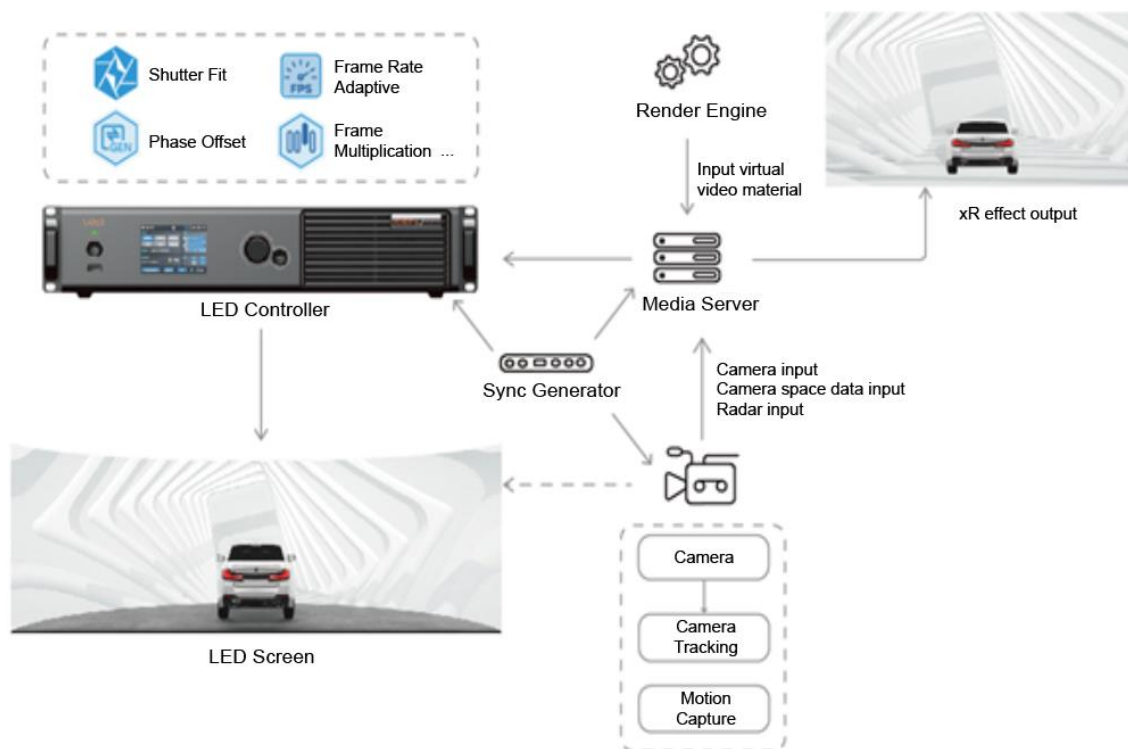 Shutter Fit
Frame Rate
Adaptive
FPS
Phase Offset
GEN
Frame
Multiplication ...
Render Engine
Input virtual
video material
xR effect output
LED Controller
Media Server
Sync Generator
Camera input
Camera space data input
Radar input
LED Screen
Camera
Camera
Tracking
Motion
Capture